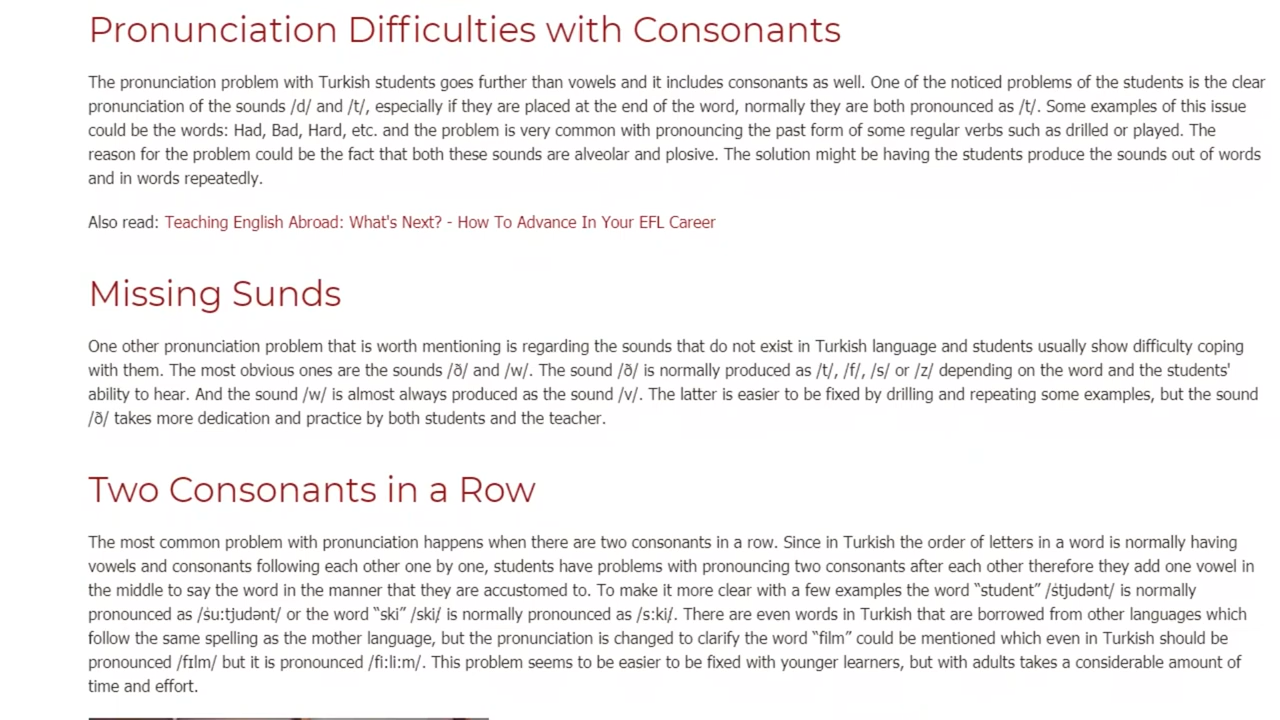 Pronunciation Difficulties with Consonants
The pronunciation problem with Turkish students goes further than vowels and it includes consonants as well. One of the noticed problems of the students is the clear
pronunciation of the sounds /d/ and /t/, especially if they are placed at the end of the word, normally they are both pronounced as /t/. Some examples of this issue
could be the words: Had, Bad, Hard, etc. and the problem is very common with pronouncing the past form of some regular verbs such as drilled or played. The
reason for the problem could be the fact that both these sounds are alveolar and plosive. The solution might be having the students produce the sounds out of words
and in words repeatedly.
Also read: Teaching English Abroad: What's Next? - How To Advance In Your EFL Career
Missing Sunds
One other pronunciation problem that is worth mentioning is regarding the sounds that do not exist in Turkish language and students usually show difficulty coping
with them. The most obvious ones are the sounds /ð/ and /w/. The sound /ð/ is normally produced as /t/, /f/, /s/ or /z/ depending on the word and the students'
ability to hear. And the sound /w/ is almost always produced as the sound /v/. The latter is easier to be fixed by drilling and repeating some examples, but the sound
/ð/ takes more dedication and practice by both students and the teacher.
Two Consonants in a Row
The most common problem with pronunciation happens when there are two consonants in a row. Since in Turkish the order of letters in a word is normally having
vowels and consonants following each other one by one, students have problems with pronouncing two consonants after each other therefore they add one vowel in
the middle to say the word in the manner that they are accustomed to. To make it more clear with a few examples the word “student” /ṡtjudənt/ is normally
pronounced as /ṡu:tjudənt/ or the word “ski” /ski̩/ is normally pronounced as /s:ki̩/. There are even words in Turkish that are borrowed from other languages which
follow the same spelling as the mother language, but the pronunciation is changed to clarify the word “film” could be mentioned which even in Turkish should be
pronounced /fɪlm/ but it is pronounced /fi:li:m/. This problem seems to be easier to be fixed with younger learners, but with adults takes a considerable amount of
time and effort.